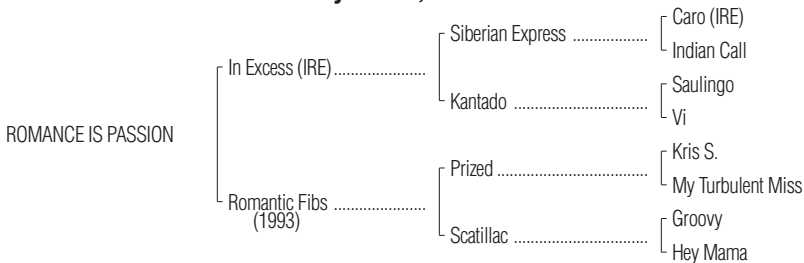 Caro (IRE)
Siberian Express ..................
Indian Call
In Excess (IRE) ......................
Saulingo
Kantado ................................
Vi
ROMANCE IS PASSION
Kris S.
Prized ....................................
My Turbulent Miss
Romantic Fibs ......................
(1993)
Groovy
Scatillac ................................
Hey Mama